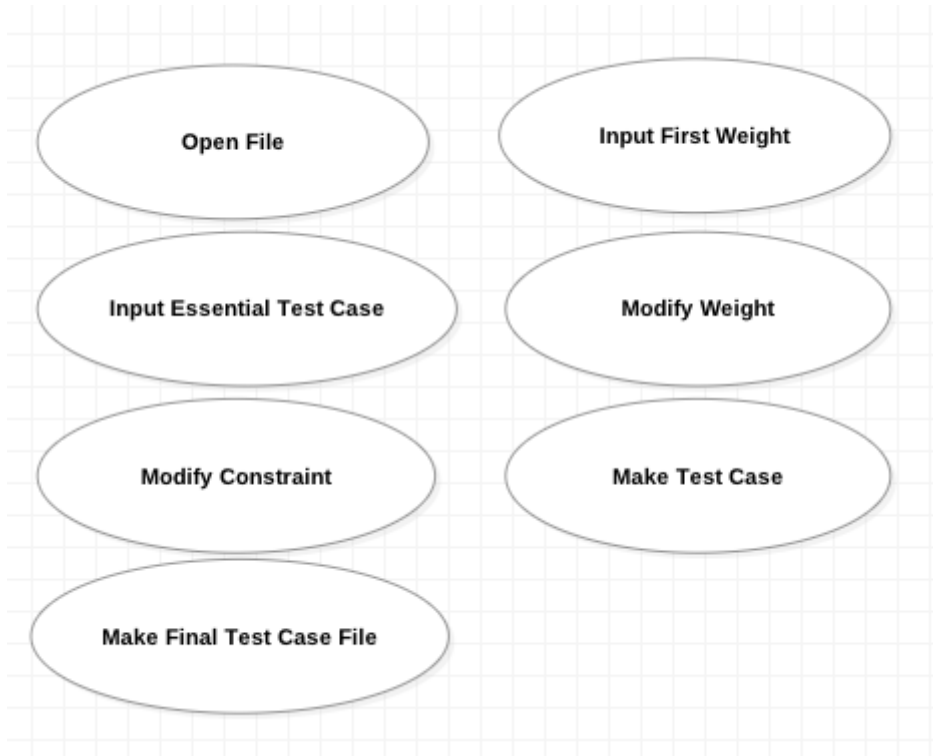 Open File
Input First Weight
Input Essential Test Case
Modify Weight
Modify Constraint
Make Test Case
Make Final Test Case File